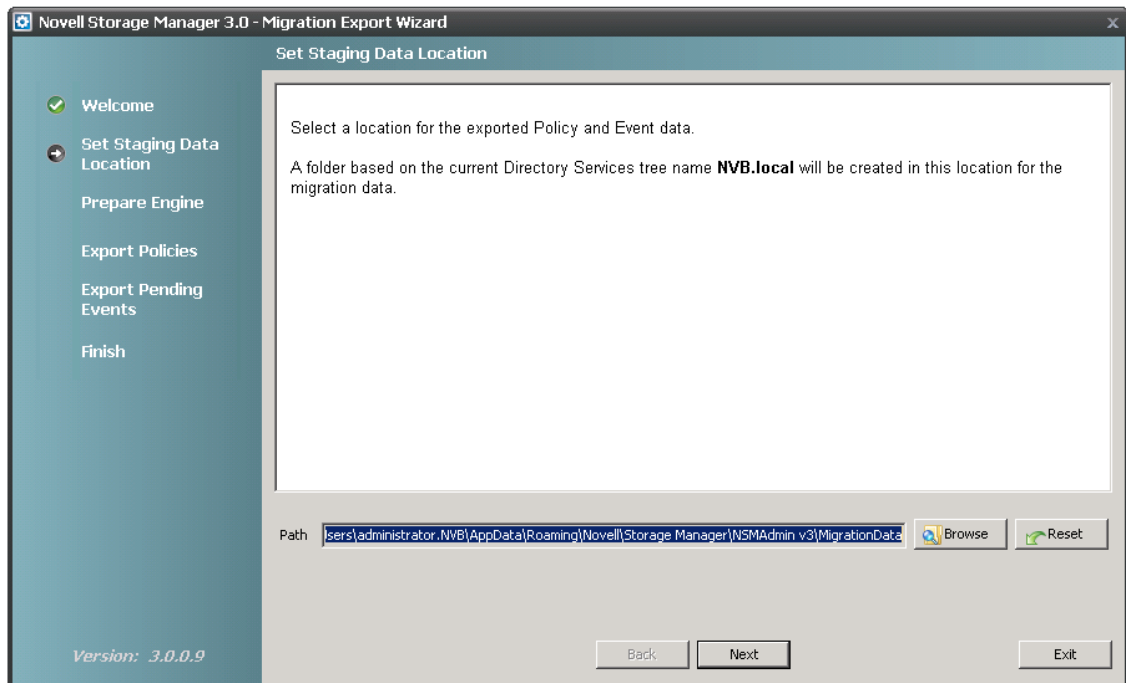 Novell Storage Manager 3.0 - Migration Export Wizard
x
Set Staging Data Location
Welcome
Set Staging Data
Location
Prepare Engine
Export Policies
Export Pending
Events
Finish
Select a location for the exported Policy and Event data.
A folder based on the current Directory Services tree name NVB.local will be created in this location for the
migration data.
Path
sers\administrator.NVB\AppData\Roaming\Novell\Storage Manager\NSMAdmin v3\MigrationData
Browse
Reset
Version: 3.0.0.9
Back
Next
Exit